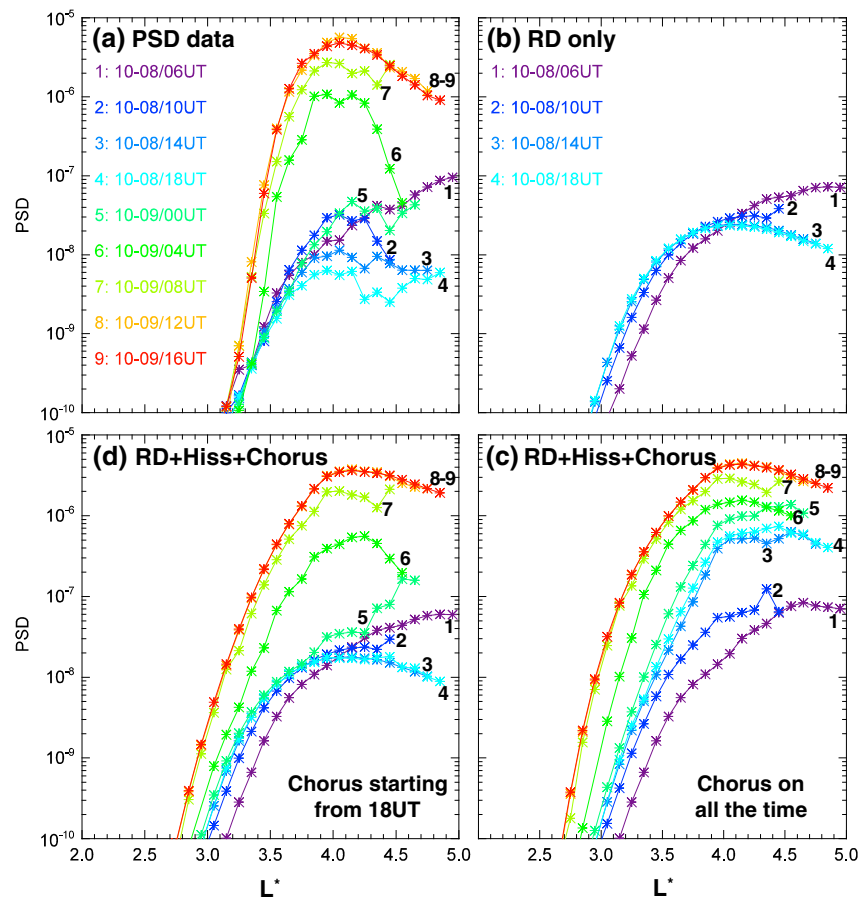 (a) PSD data
1: 10-08/06UT
2: 10-08/10UT
3: 10-08/14UT
4: 10-08/18UT
5: 10-09/00UT
6: 10-09/04UT
7: 10-09/08UT
8: 10-09/12UT
9: 10-09/16UT
8-9
7
6
5
1
2
3
4
PSD
10⁻⁵
10⁻⁶
10⁻⁷
10⁻⁸
10⁻⁹
10⁻¹⁰
(b) RD only
1: 10-08/06UT
2: 10-08/10UT
3: 10-08/14UT
4: 10-08/18UT
1
2
3
4
(d) RD+Hiss+Chorus
8-9
7
6
5
1
2
3
4
Chorus starting
from 18UT
PSD
10⁻⁵
10⁻⁶
10⁻⁷
10⁻⁸
10⁻⁹
10⁻¹⁰
2.0 3.0 3.5 4.0 4.5 5.0
L*
(c) RD+Hiss+Chorus
8-9
7
5
6
4
3
2
1
Chorus on
all the time
2.5 3.0 3.5 4.0 4.5 5.0
L*